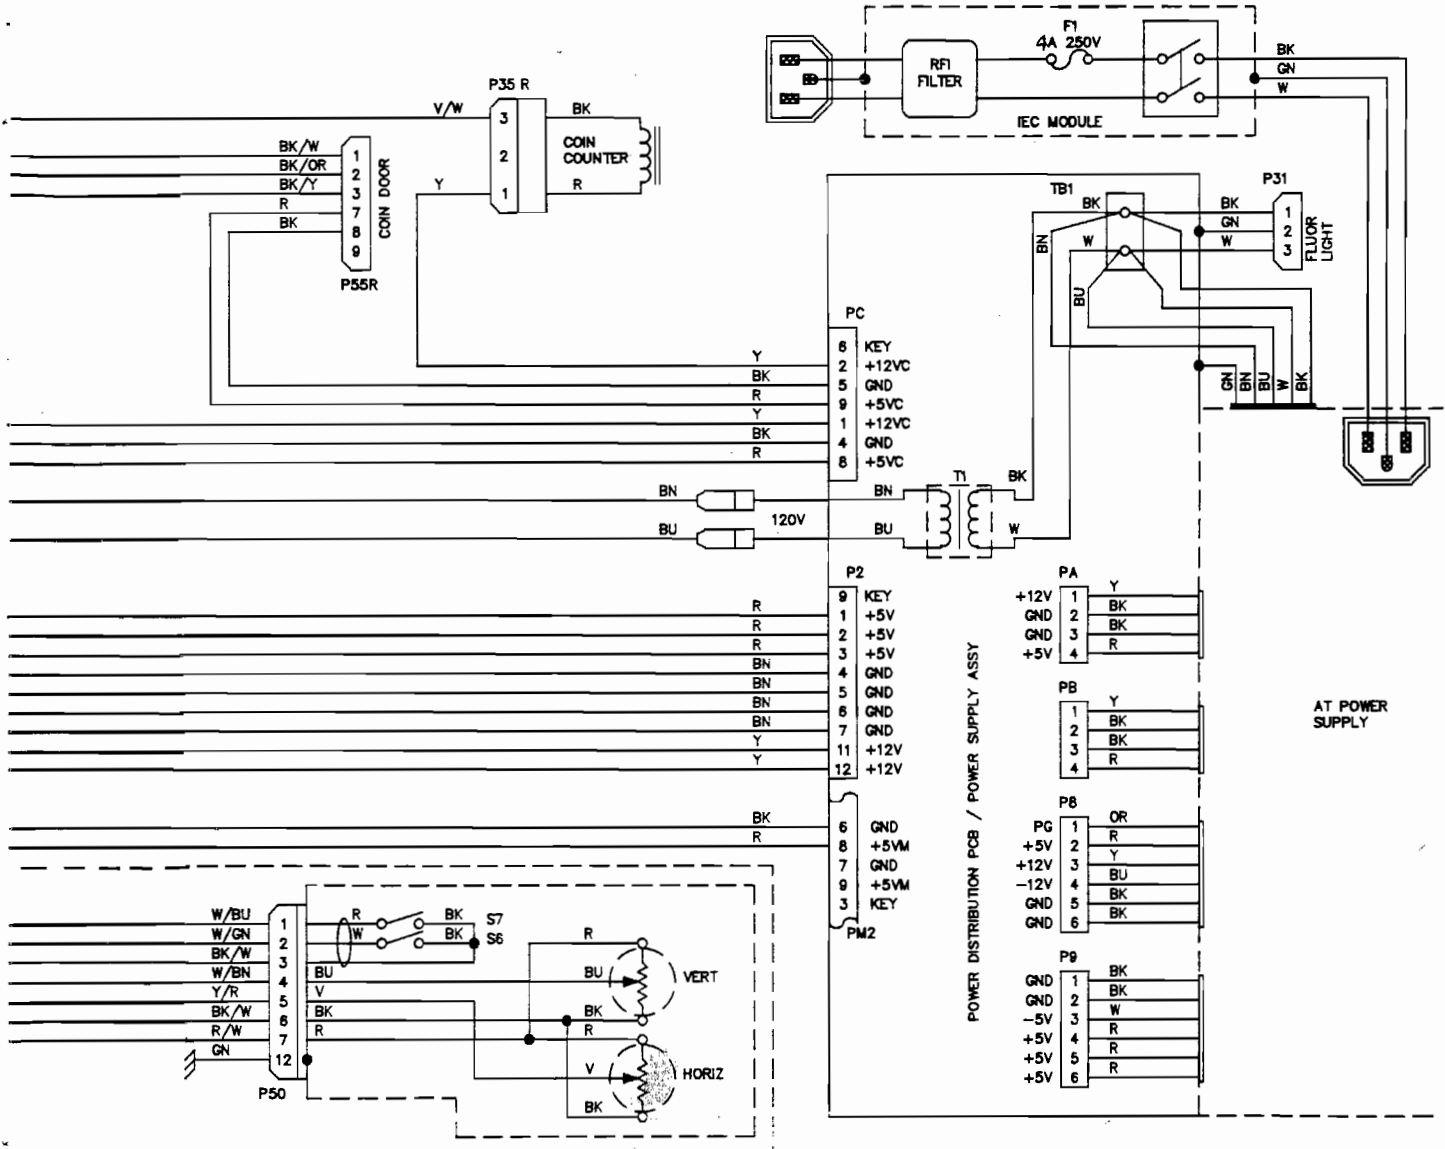 F1
4A 250V
RFI
FILTER
IEC MODULE
BK
GN
W
P35 R
V/W
3
BK
2
COIN
COUNTER
Y
1
R
BK/W
1
BK/OR
2
BK/Y
3
R
7
BK
8
9
COIN DOOR
P55R
TB1
P31
BK
BK
1
GN
2
W
W
3
FLUOR
LIGHT
BN
BU
GN
BN
BU
W
BK
PC
6 KEY
Y 2 +12VC
BK 5 GND
R 9 +5VC
Y 1 +12VC
BK 4 GND
R 8 +5VC
BN
BN
T1
BK
120V
BU
BU
W
P2
9 KEY
R 1 +5V
R 2 +5V
R 3 +5V
BN 4 GND
BN 5 GND
BN 6 GND
BN 7 GND
Y 11 +12V
Y 12 +12V
BK 6 GND
R 8 +5VM
7 GND
9 +5VM
3 KEY
PM2
POWER DISTRIBUTION PCB / POWER SUPPLY ASSY
PA
+12V 1 Y
GND 2 BK
GND 3 BK
+5V 4 R
PB
1 Y
2 BK
3 BK
4 R
P8
PG 1 OR
+5V 2 R
+12V 3 Y
-12V 4 BU
GND 5 BK
GND 6 BK
P9
GND 1 BK
GND 2 BK
-5V 3 W
+5V 4 R
+5V 5 R
+5V 6 R
AT POWER
SUPPLY
W/BU 1 R BK S7
W/GN 2 W BK S6
BK/W 3
W/BN 4 BU
Y/R 5 V
BK/W 6 BK
R/W 7 R
GN 12
P50
R
BU VERT
BK
R
V HORIZ
BK